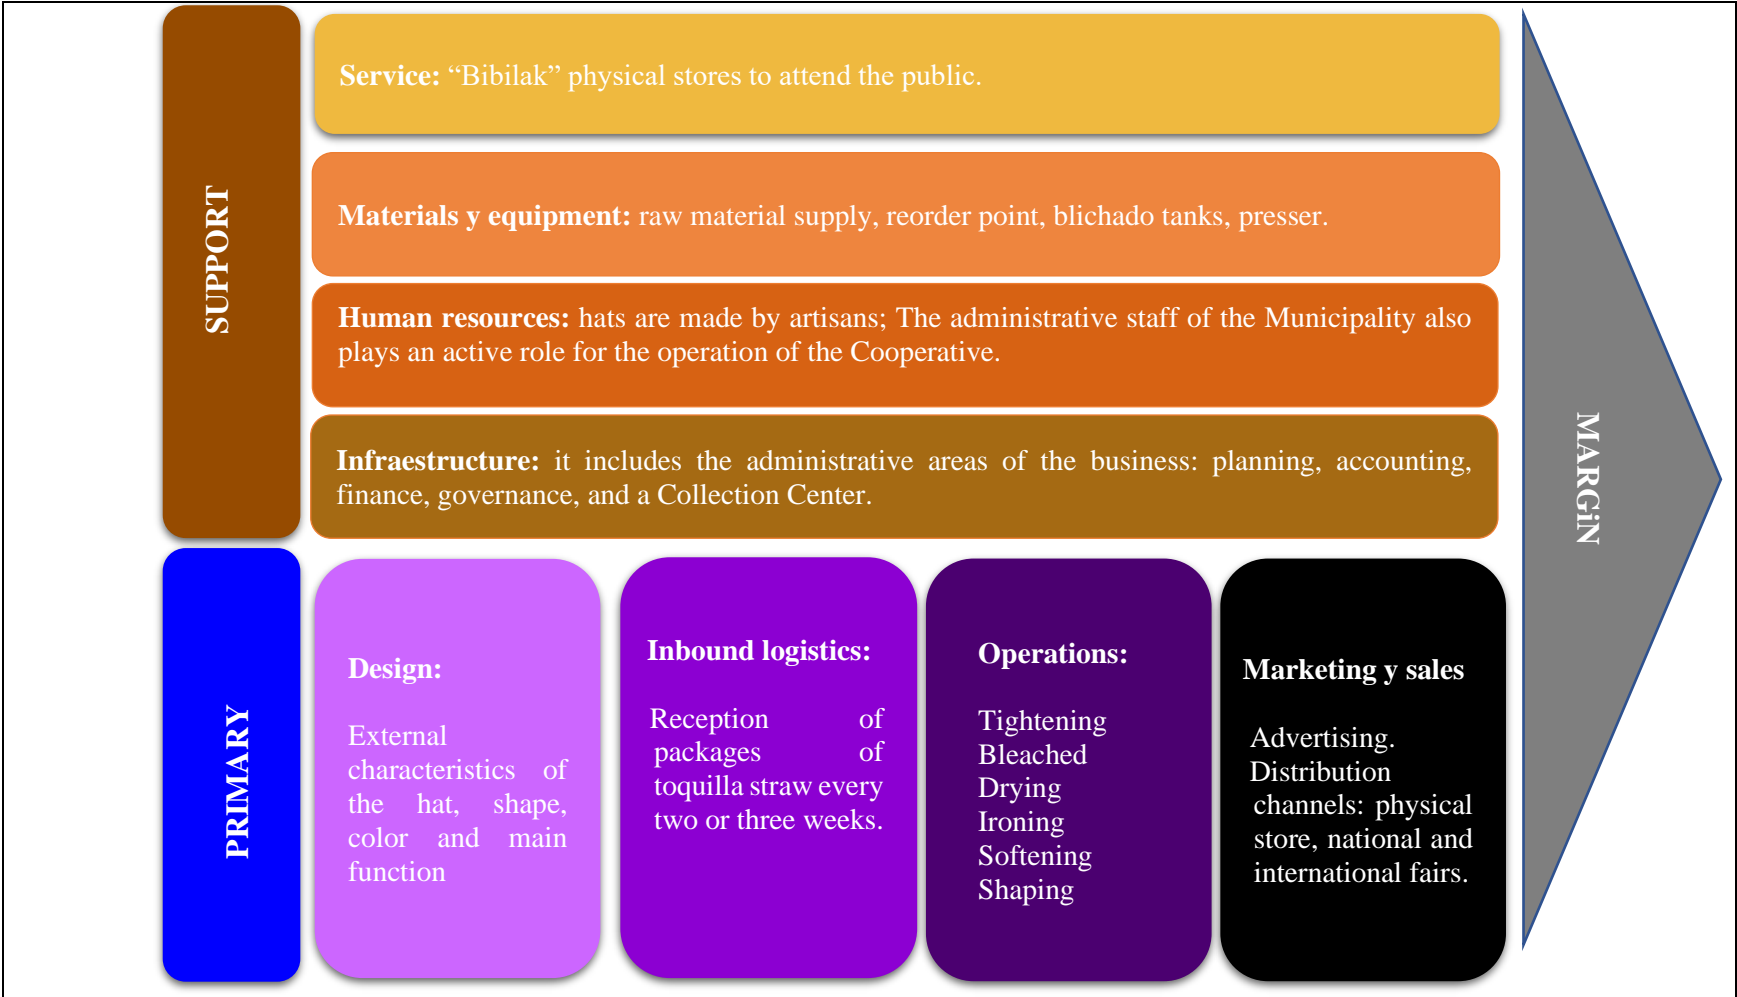 SUPPORT
Service: “Bibilak” physical stores to attend the public.
Materials y equipment: raw material supply, reorder point, blichado tanks, presser.
Human resources: hats are made by artisans; The administrative staff of the Municipality also
plays an active role for the operation of the Cooperative.
Infraestructure: it includes the administrative areas of the business: planning, accounting,
finance, governance, and a Collection Center.
MARGiN
PRIMARY
Design:
External
characteristics of
the hat, shape,
color and main
function
Inbound logistics:
Reception of
packages of
toquilla straw every
two or three weeks.
Operations:
Tightening
Bleached
Drying
Ironing
Softening
Shaping
Marketing y sales
Advertising.
Distribution
channels: physical
store, national and
international fairs.